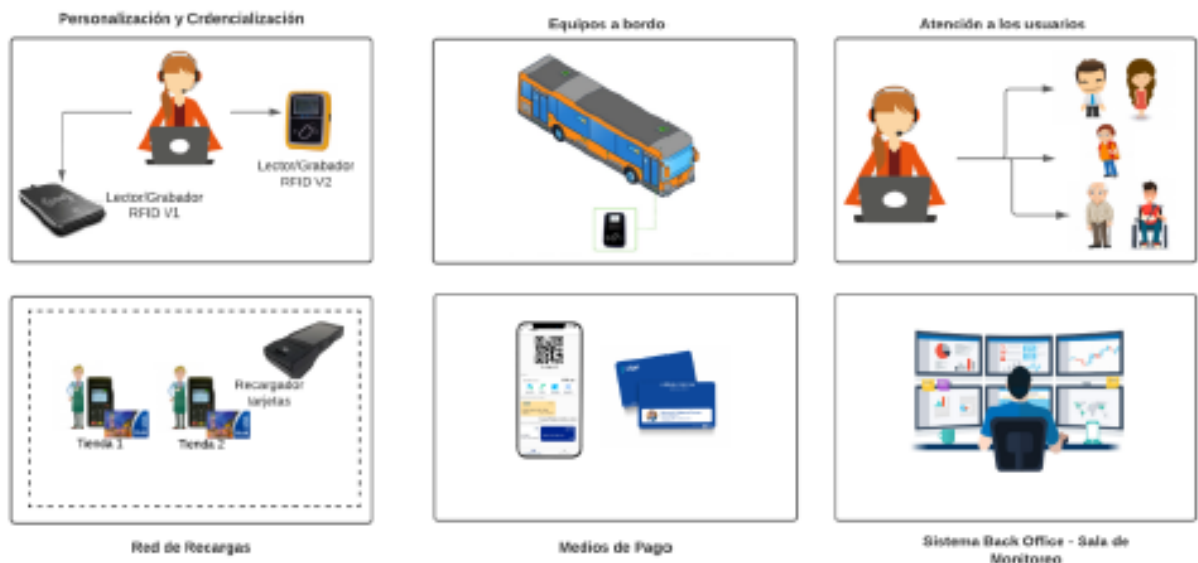 Personalización y Crdencialización
Equipos a bordo
Atención a los usuarios
Lector/Grabador
RFID V2
Lector/Grabador
RFID V1
Recargador
tarjetas
Tienda 1
Tienda 2
Red de Recargas
Medios de Pago
Sistema Back Office - Sala de
Monitoreo